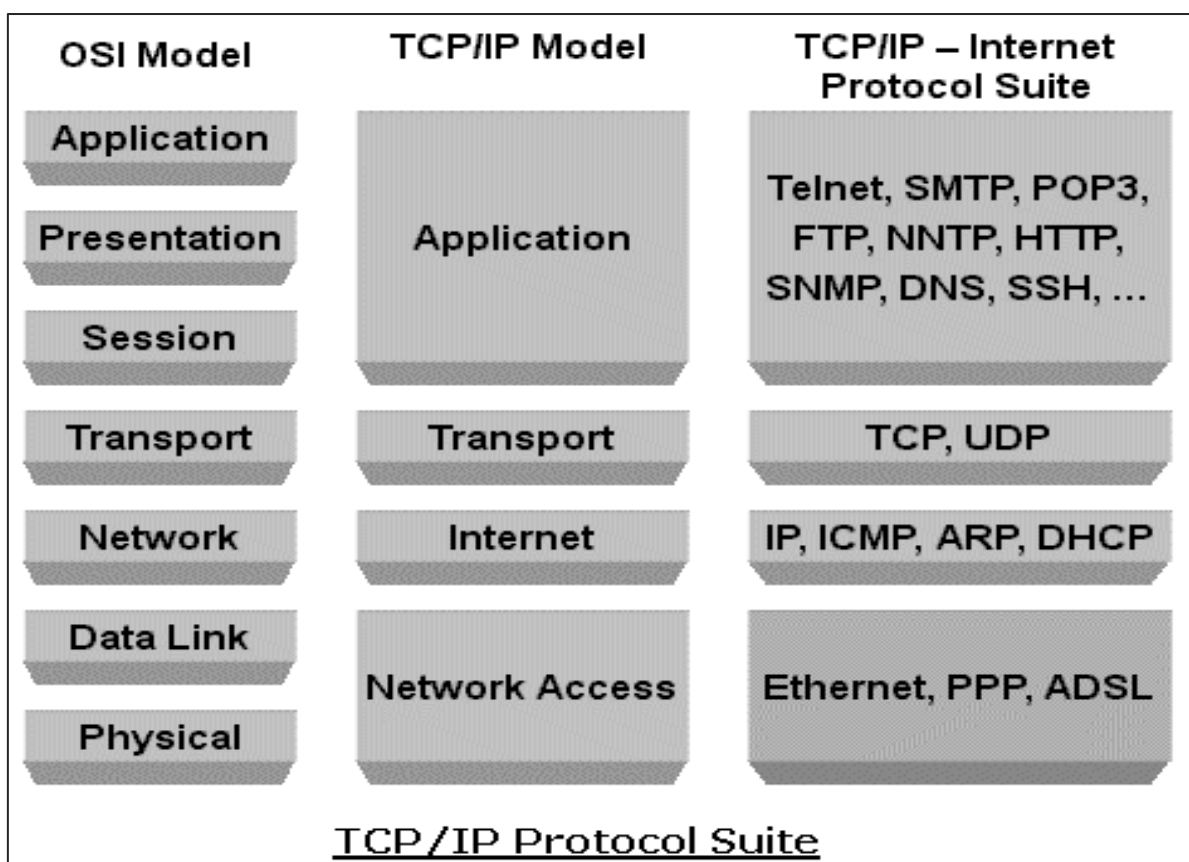 OSI Model
Application
Presentation
Session
Transport
Network
Data Link
Physical
TCP/IP Model
Application
Transport
Internet
Network Access
TCP/IP – Internet
Protocol Suite
Telnet, SMTP, POP3,
FTP, NNTP, HTTP,
SNMP, DNS, SSH, ...
TCP, UDP
IP, ICMP, ARP, DHCP
Ethernet, PPP, ADSL
TCP/IP Protocol Suite